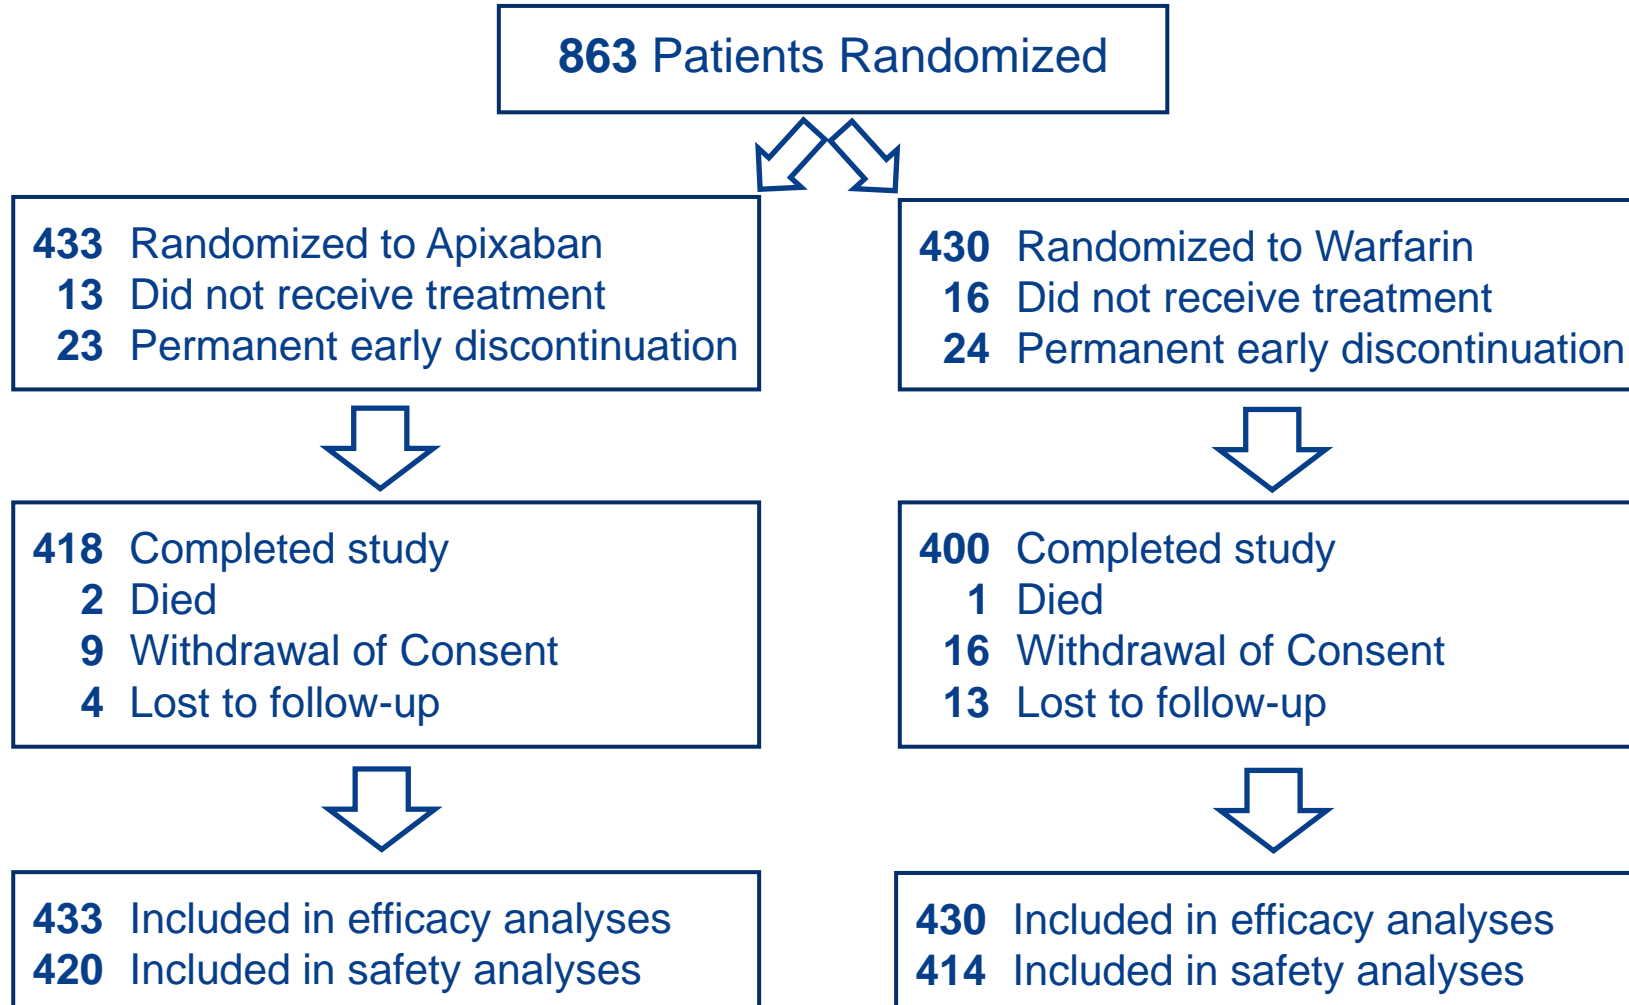 863 Patients Randomized
433 Randomized to Apixaban
13 Did not receive treatment
23 Permanent early discontinuation
430 Randomized to Warfarin
16 Did not receive treatment
24 Permanent early discontinuation
418 Completed study
2 Died
9 Withdrawal of Consent
4 Lost to follow-up
400 Completed study
1 Died
16 Withdrawal of Consent
13 Lost to follow-up
433 Included in efficacy analyses
420 Included in safety analyses
430 Included in efficacy analyses
414 Included in safety analyses